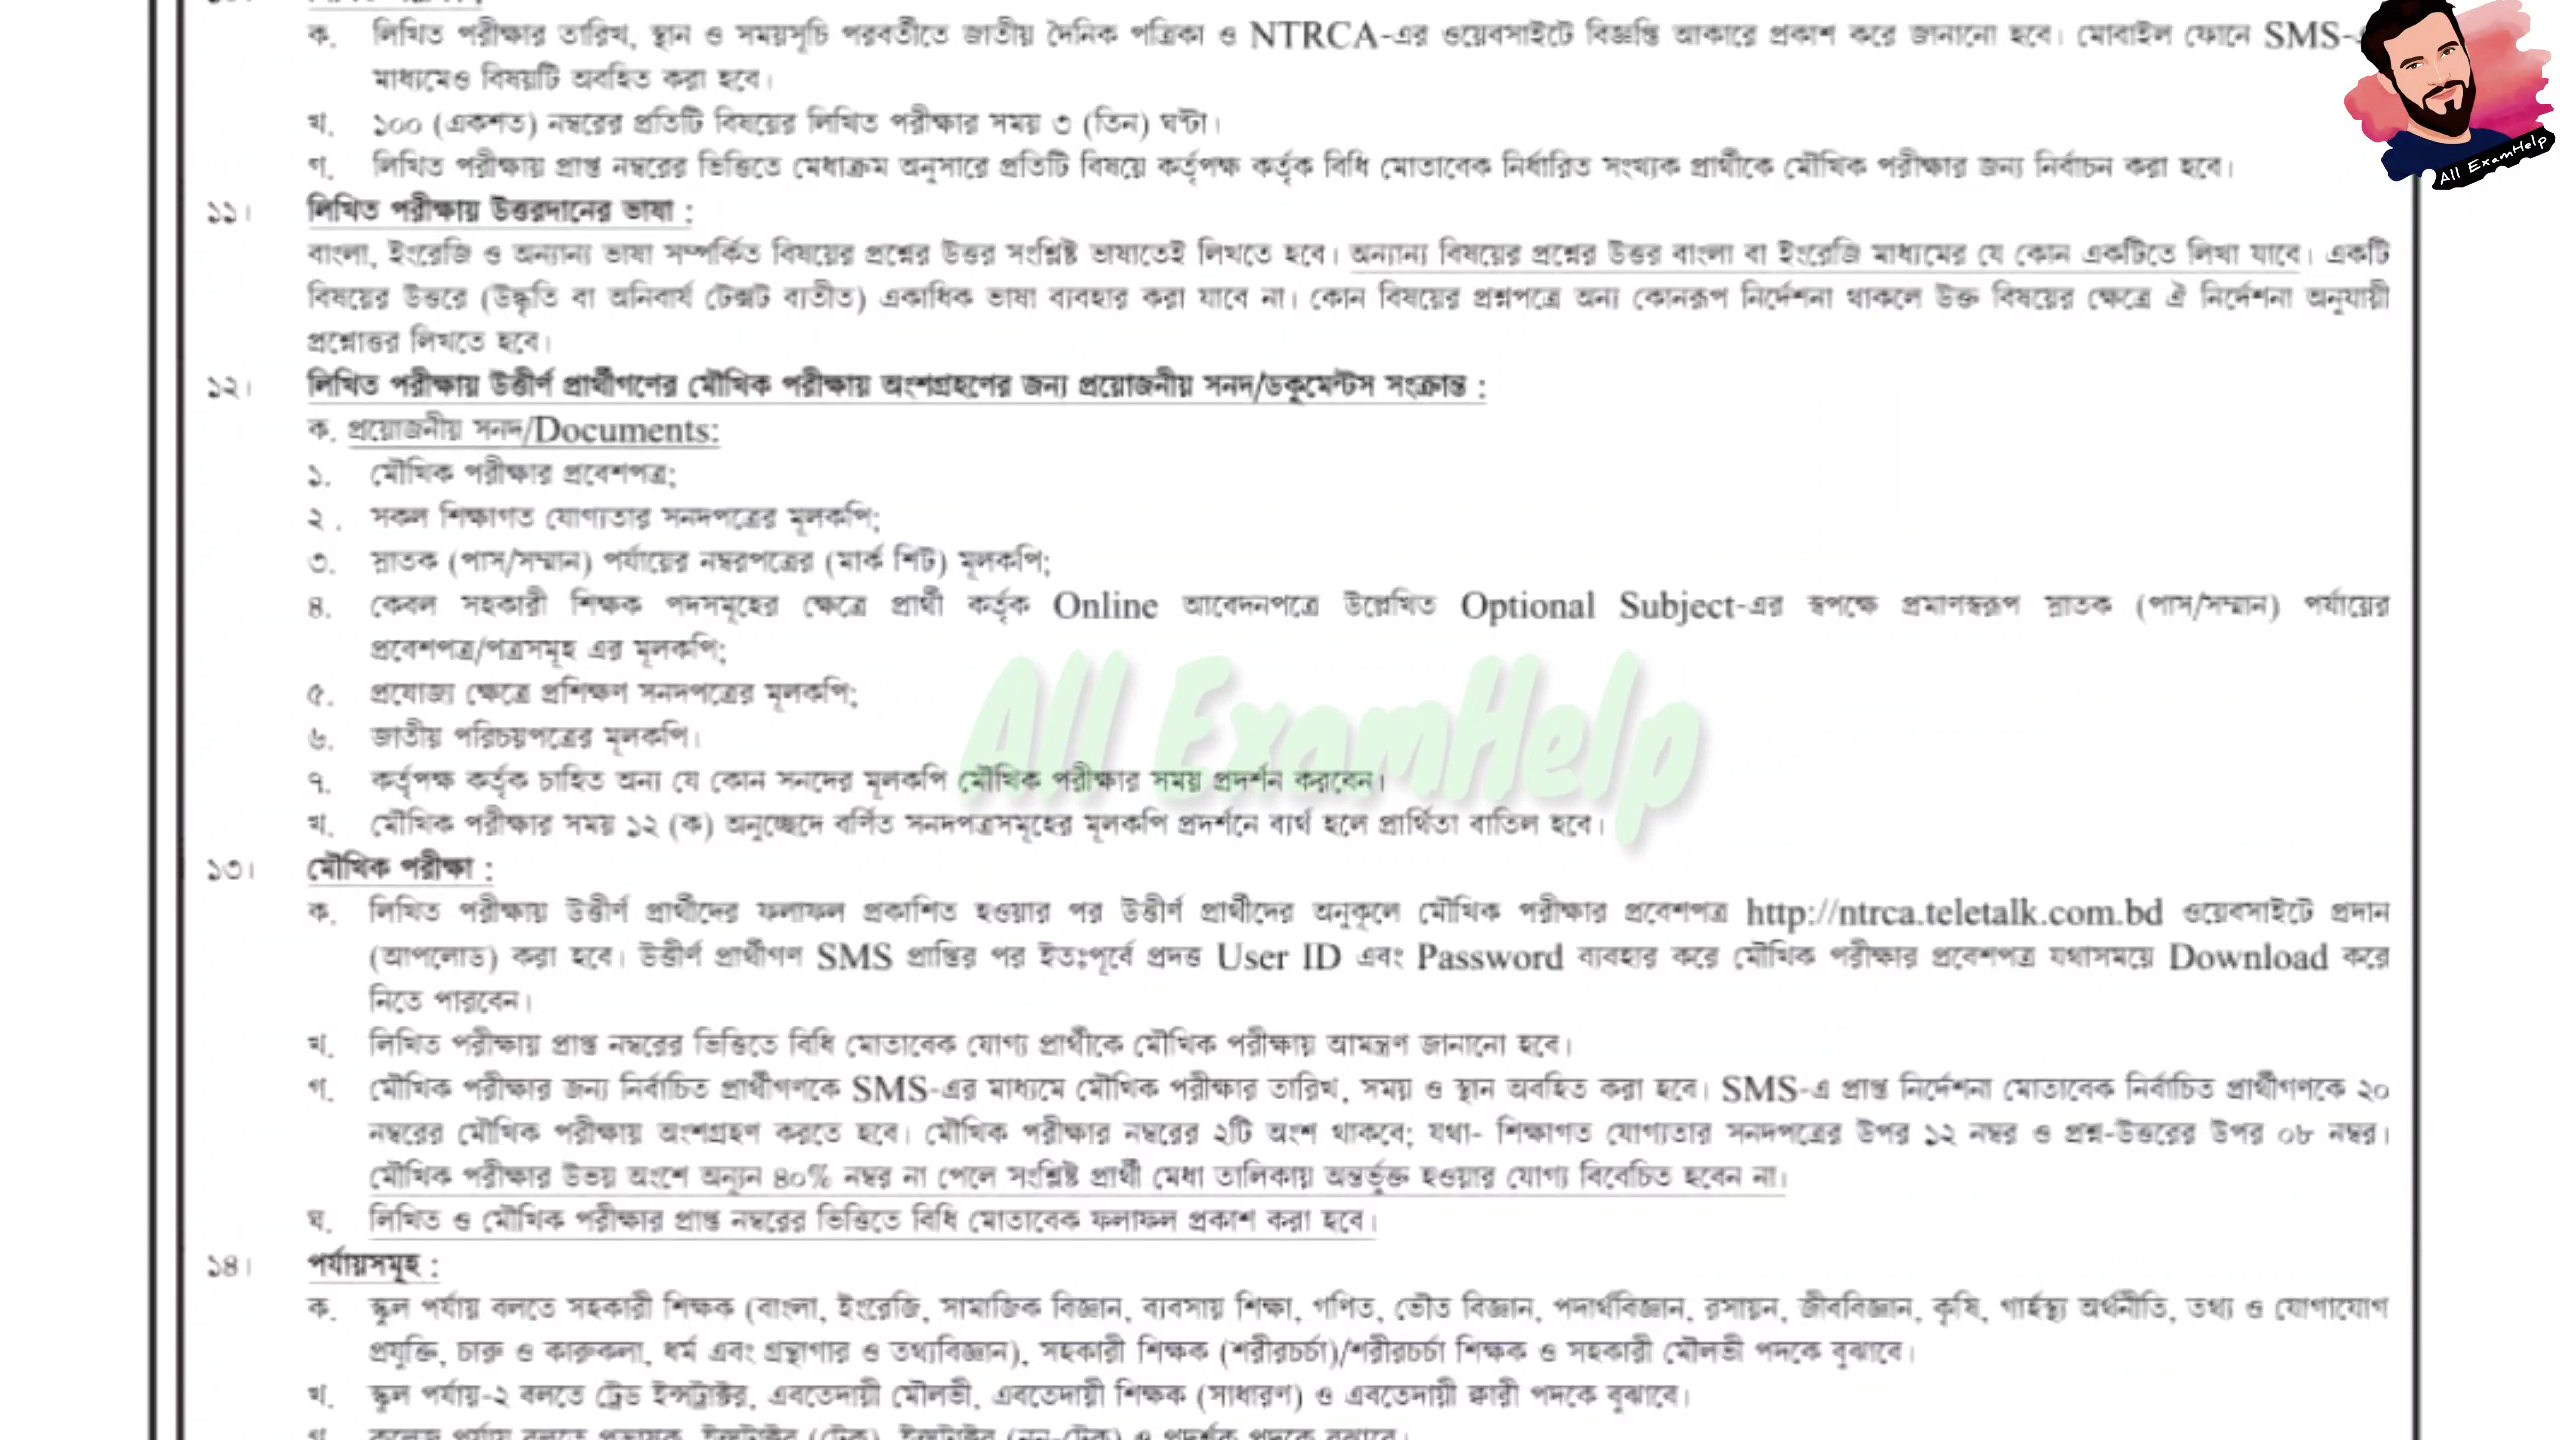 ক. লিখিত পরীক্ষার তারিখ, স্থান ও সময়সূচি পরবর্তীতে জাতীয় দৈনিক পত্রিকা ও NTRCA-এর ওয়েবসাইটে বিজ্ঞপ্তি আকারে প্রকাশ করে জানানো হবে। মোবাইল ফোনে SMS-
মাধ্যমেও বিষয়টি অবহিত করা হবে।
খ. ১০০ (একশত) নম্বরের প্রতিটি বিষয়ের লিখিত পরীক্ষার সময় ৩ (তিন) ঘন্টা।
গ. লিখিত পরীক্ষায় প্রাপ্ত নম্বরের ভিত্তিতে মেধাক্রম অনুসারে প্রতিটি বিষয়ে কর্তৃপক্ষ কর্তৃক বিধি মোতাবেক নির্ধারিত সংখ্যক প্রার্থীকে মৌখিক পরীক্ষার জন্য নির্বাচন করা হবে।
All ExamHelp
১১। লিখিত পরীক্ষায় উত্তরদানের ভাষা :
বাংলা, ইংরেজি ও অন্যান্য ভাষা সম্পর্কিত বিষয়ের প্রশ্নের উত্তর সংশ্লিষ্ট ভাষাতেই লিখতে হবে। অন্যান্য বিষয়ের প্রশ্নের উত্তর বাংলা বা ইংরেজি মাধ্যমের যে কোন একটিতে লিখা যাবে। একটি
বিষয়ের উত্তরে (উদ্ধৃতি বা অনিবার্য টেক্সট ব্যতীত) একাধিক ভাষা ব্যবহার করা যাবে না। কোন বিষয়ের প্রশ্নপত্রে অন্য কোনরূপ নির্দেশনা থাকলে উক্ত বিষয়ের ক্ষেত্রে ঐ নির্দেশনা অনুযায়ী
প্রশ্নোত্তর লিখতে হবে।
১২। লিখিত পরীক্ষায় উত্তীর্ণ প্রার্থীগণের মৌখিক পরীক্ষায় অংশগ্রহণের জন্য প্রয়োজনীয় সনদ/ডকুমেন্টস সংক্রান্ত :
ক. প্রয়োজনীয় সনদ/Documents:
১. মৌখিক পরীক্ষার প্রবেশপত্র;
২. সকল শিক্ষাগত যোগ্যতার সনদপত্রের মূলকপি;
৩. স্নাতক (পাস/সম্মান) পর্যায়ের নম্বরপত্রের (মার্ক শিট) মূলকপি;
৪. কেবল সহকারী শিক্ষক পদসমূহের ক্ষেত্রে প্রার্থী কর্তৃক Online আবেদনপত্রে উল্লেখিত Optional Subject-এর স্বপক্ষে প্রমাণস্বরূপ স্নাতক (পাস/সম্মান) পর্যায়ের
প্রবেশপত্র/পত্রসমূহ এর মূলকপি;
৫. প্রযোজ্য ক্ষেত্রে প্রশিক্ষণ সনদপত্রের মূলকপি;
৬. জাতীয় পরিচয়পত্রের মূলকপি।
All ExamHelp
৭. কর্তৃপক্ষ কর্তৃক চাহিত অন্য যে কোন সনদের মূলকপি মৌখিক পরীক্ষার সময় প্রদর্শন করবেন।
খ. মৌখিক পরীক্ষার সময় ১২ (ক) অনুচ্ছেদে বর্ণিত সনদপত্রসমূহের মূলকপি প্রদর্শনে ব্যর্থ হলে প্রার্থিতা বাতিল হবে।
১৩। মৌখিক পরীক্ষা :
ক. লিখিত পরীক্ষায় উত্তীর্ণ প্রার্থীদের ফলাফল প্রকাশিত হওয়ার পর উত্তীর্ণ প্রার্থীদের অনুকূলে মৌখিক পরীক্ষার প্রবেশপত্র http://ntrca.teletalk.com.bd ওয়েবসাইটে প্রদান
(আপলোড) করা হবে। উত্তীর্ণ প্রার্থীগণ SMS প্রাপ্তির পর ইতঃপূর্বে প্রদত্ত User ID এবং Password ব্যবহার করে মৌখিক পরীক্ষার প্রবেশপত্র যথাসময়ে Download করে
নিতে পারবেন।
খ. লিখিত পরীক্ষায় প্রাপ্ত নম্বরের ভিত্তিতে বিধি মোতাবেক যোগ্য প্রার্থীকে মৌখিক পরীক্ষায় আমন্ত্রণ জানানো হবে।
গ. মৌখিক পরীক্ষার জন্য নির্বাচিত প্রার্থীগণকে SMS-এর মাধ্যমে মৌখিক পরীক্ষার তারিখ, সময় ও স্থান অবহিত করা হবে। SMS-এ প্রাপ্ত নির্দেশনা মোতাবেক নির্বাচিত প্রার্থীগণকে ২০
নম্বরের মৌখিক পরীক্ষায় অংশগ্রহণ করতে হবে। মৌখিক পরীক্ষার নম্বরের ২টি অংশ থাকবে; যথা- শিক্ষাগত যোগ্যতার সনদপত্রের উপর ১২ নম্বর ও প্রশ্ন-উত্তরের উপর ০৮ নম্বর।
মৌখিক পরীক্ষার উভয় অংশে অন্যূন ৪০% নম্বর না পেলে সংশ্লিষ্ট প্রার্থী মেধা তালিকায় অন্তর্ভুক্ত হওয়ার যোগ্য বিবেচিত হবেন না।
ঘ. লিখিত ও মৌখিক পরীক্ষার প্রাপ্ত নম্বরের ভিত্তিতে বিধি মোতাবেক ফলাফল প্রকাশ করা হবে।
১৪। পর্যায়সমূহ :
ক. স্কুল পর্যায় বলতে সহকারী শিক্ষক (বাংলা, ইংরেজি, সামাজিক বিজ্ঞান, ব্যবসায় শিক্ষা, গণিত, ভৌত বিজ্ঞান, পদার্থবিজ্ঞান, রসায়ন, জীববিজ্ঞান, কৃষি, গার্হস্থ্য অর্থনীতি, তথ্য ও যোগাযোগ
প্রযুক্তি, চারু ও কারুকলা, ধর্ম এবং গ্রন্থাগার ও তথ্যবিজ্ঞান), সহকারী শিক্ষক (শরীরচর্চা)/শরীরচর্চা শিক্ষক ও সহকারী মৌলভী পদকে বুঝাবে।
খ. স্কুল পর্যায়-২ বলতে ট্রেড ইন্সট্রাক্টর, এবতেদায়ী মৌলভী, এবতেদায়ী শিক্ষক (সাধারণ) ও এবতেদায়ী ক্বারী পদকে বুঝাবে।